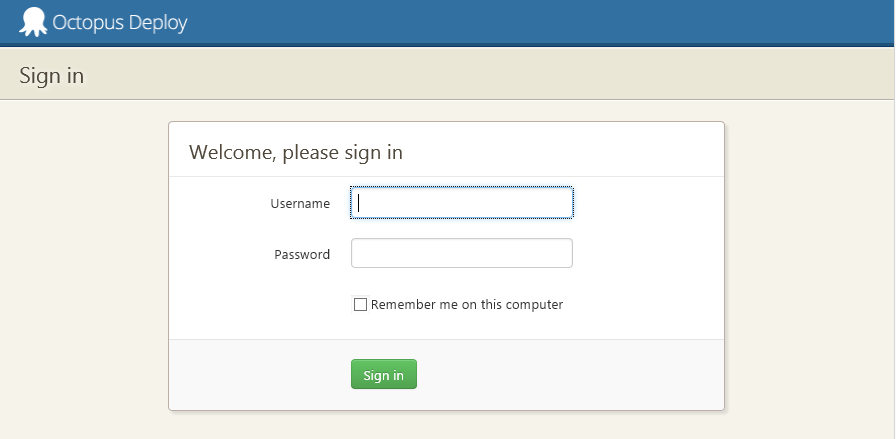 Octopus Deploy
Sign in
Welcome, please sign in
Username
Password
Remember me on this computer
Sign in